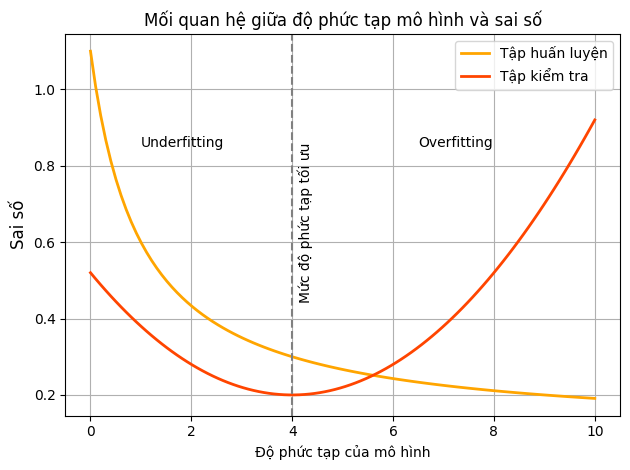 Mối quan hệ giữa độ phức tạp mô hình và sai số
Tập huấn luyện
Tập kiểm tra
Underfitting
Overfitting
Mức độ phức tạp tối ưu
Sai số
1.0
0.8
0.6
0.4
0.2
0 2 4 6 8 10
Độ phức tạp của mô hình